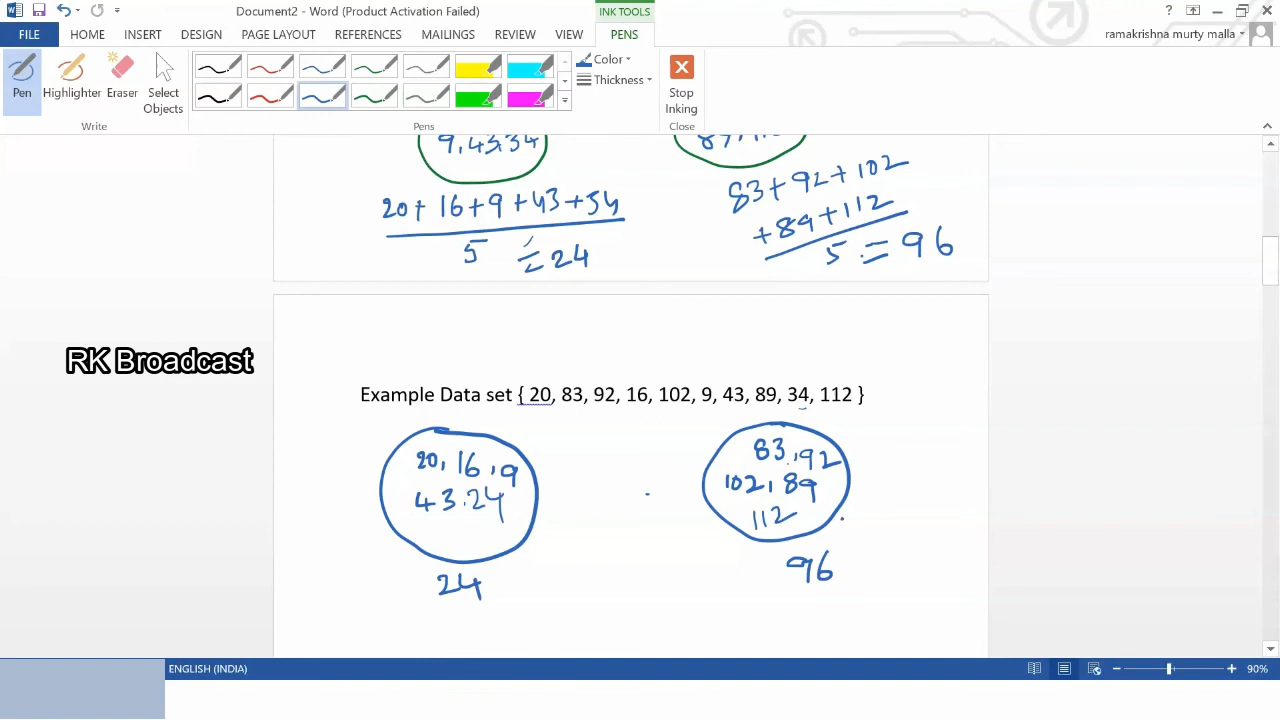 Document2 - Word (Product Activation Failed)
INK TOOLS
FILE HOME INSERT DESIGN PAGE LAYOUT REFERENCES MAILINGS REVIEW VIEW PENS
ramakrishna murty malla
Pen Highlighter Eraser Select Objects
Color
Thickness
Stop Inking
Write Pens Close
9,43,34
20+ 16+9+43+54
5 = 24
83+92+102
+89+112
5 = 96
RK Broadcast
Example Data set { 20, 83, 92, 16, 102, 9, 43, 89, 34, 112 }
20, 16, 9
43.24
24
83, 92
102, 89
112
96
ENGLISH (INDIA)
90%